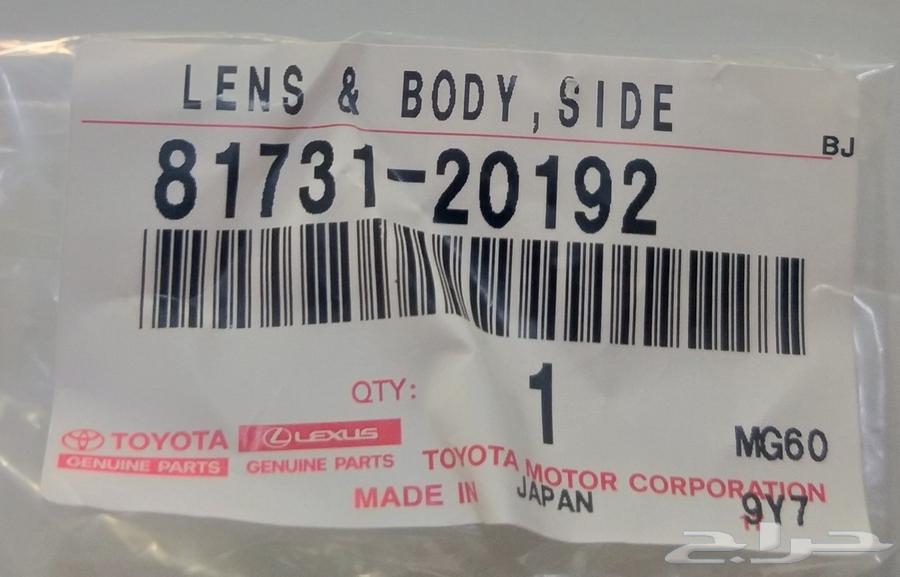 LENS & BODY, SIDE
BJ
81731-20192
QTY: 1
MG60
TOYOTA LEXUS
GENUINE PARTS GENUINE PARTS TOYOTA MOTOR CORPORATION
MADE IN JAPAN 9Y7
حراج